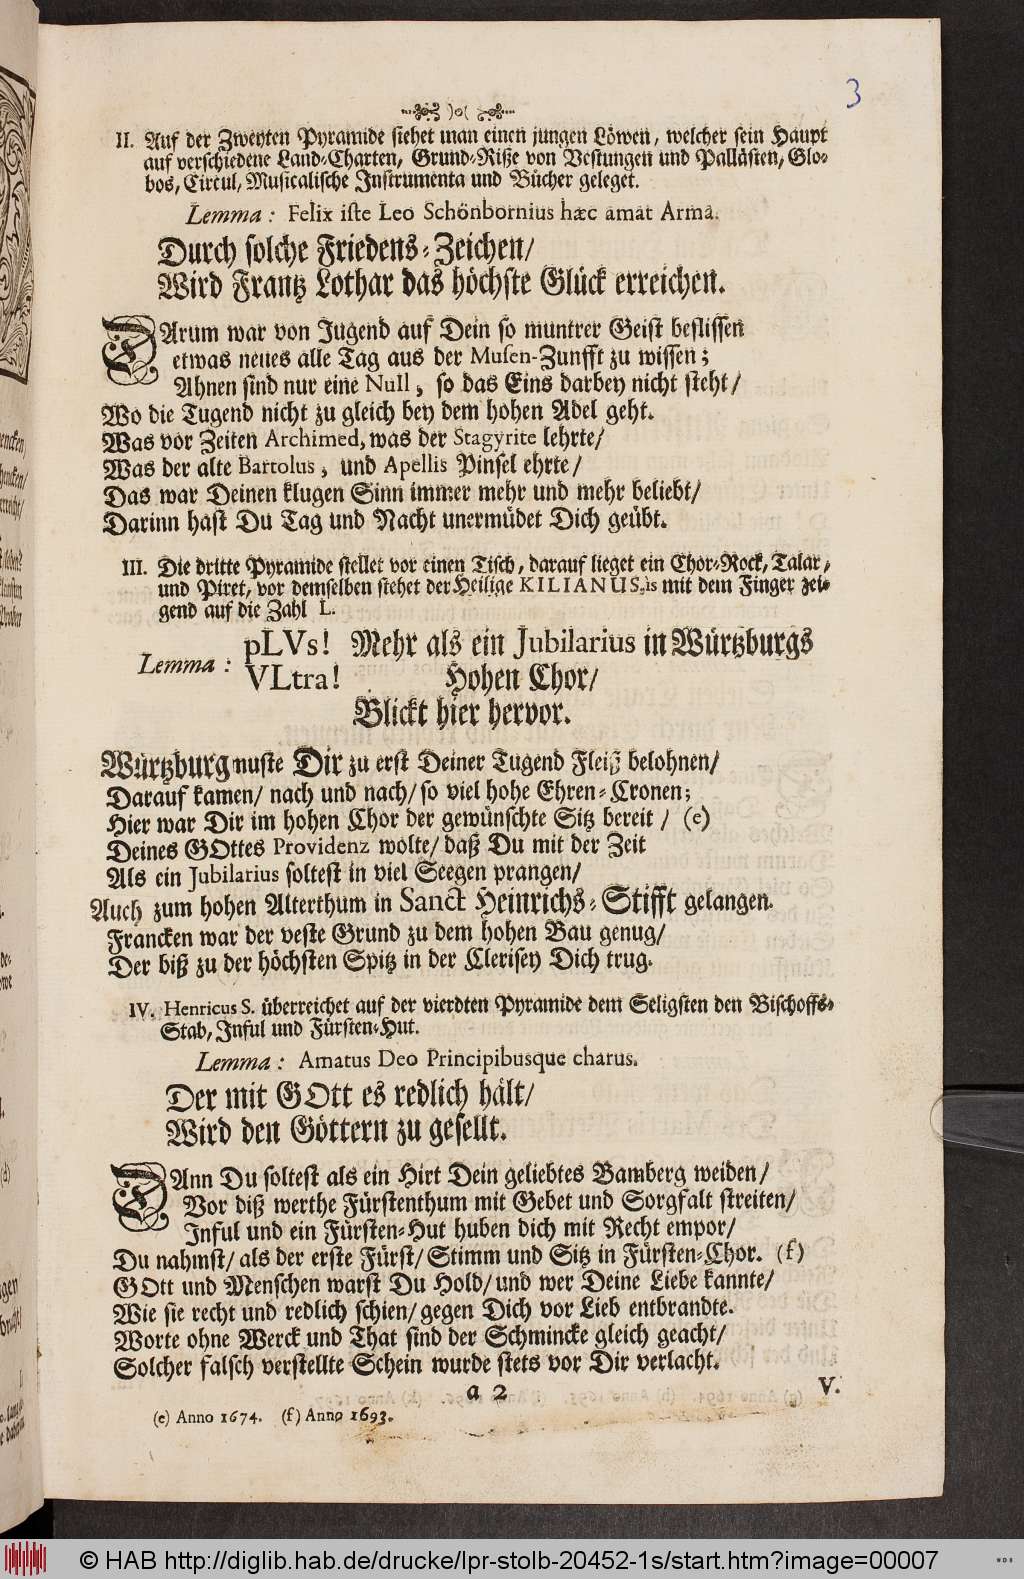 3
)o(
II. Auf der Zweyten Pyramide siehet man einen jungen Löwen, welcher sein Haupt
auf verschiedene Land-Charten, Grund-Riße von Vestungen und Pallästen, Glo-
bos, Circul, Musicalische Instrumenta und Bücher geleget.
Lemma: Felix iste Leo Schönbornius hæc amat Arma.
Durch solche Friedens-Zeichen/
Wird Frantz Lothar das höchste Glück erreichen.
DArum war von Jugend auf Dein so muntrer Geist beflissen
etwas neues alle Tag aus der Musen-Zunfft zu wissen;
Ahnen sind nur eine Null, so das Eins darbey nicht steht/
Wo die Tugend nicht zu gleich bey dem hohen Adel geht.
Was vor Zeiten Archimed, was der Stagyrite lehrte/
Was der alte Bartolus, und Apellis Pinsel ehrte/
Das war Deinen klugen Sinn immer mehr und mehr beliebt/
Darinn hast Du Tag und Nacht unermüdet Dich geübt.
III. Die dritte Pyramide stellet vor einen Tisch, darauf lieget ein Chor-Rock, Talar,
und Piret, vor demselben stehet der Heilige KILIANUS, is mit dem Finger zei-
gend auf die Zahl L.
Lemma: pLVs! Mehr als ein Jubilarius in Würtzburgs
VLtra! Hohen Chor/
Blickt hier hervor.
Würtzburg muste Dir zu erst Deiner Tugend Fleiß belohnen/
Darauf kamen/ nach und nach/ so viel hohe Ehren-Cronen;
Hier war Dir im hohen Chor der gewünschte Sitz bereit / (e)
Deines GOttes Providenz wolte/ daß Du mit der Zeit
Als ein Jubilarius soltest in viel Seegen prangen/
Auch zum hohen Alterthum in Sanct Heinrichs-Stifft gelangen.
Francken war der veste Grund zu dem hohen Bau genug/
Der biß zu der höchsten Spitz in der Clerisey Dich trug.
IV. Henricus S. überreichet auf der vierdten Pyramide dem Seligsten den Bischoffs-
Stab, Inful und Fürsten-Hut.
Lemma: Amatus Deo Principibusque charus.
Der mit GOtt es redlich hält/
Wird den Göttern zu gesellt.
DAnn Du soltest als ein Hirt Dein geliebtes Bamberg weiden/
Vor diß werthe Fürstenthum mit Gebet und Sorgfalt streiten/
Inful und ein Fürsten-Hut huben dich mit Recht empor/
Du nahmst/ als der erste Fürst/ Stimm und Sitz in Fürsten-Chor. (f)
GOtt und Menschen warst Du Hold/ und wer Deine Liebe kannte/
Wie sie recht und redlich schien/ gegen Dich vor Lieb entbrandte.
Worte ohne Werck und That sind der Schmincke gleich geacht/
Solcher falsch verstellte Schein wurde stets vor Dir verlacht.
a 2 V.
(e) Anno 1674. (f) Anno 1693.
© HAB http://diglib.hab.de/drucke/lpr-stolb-20452-1s/start.htm?image=00007